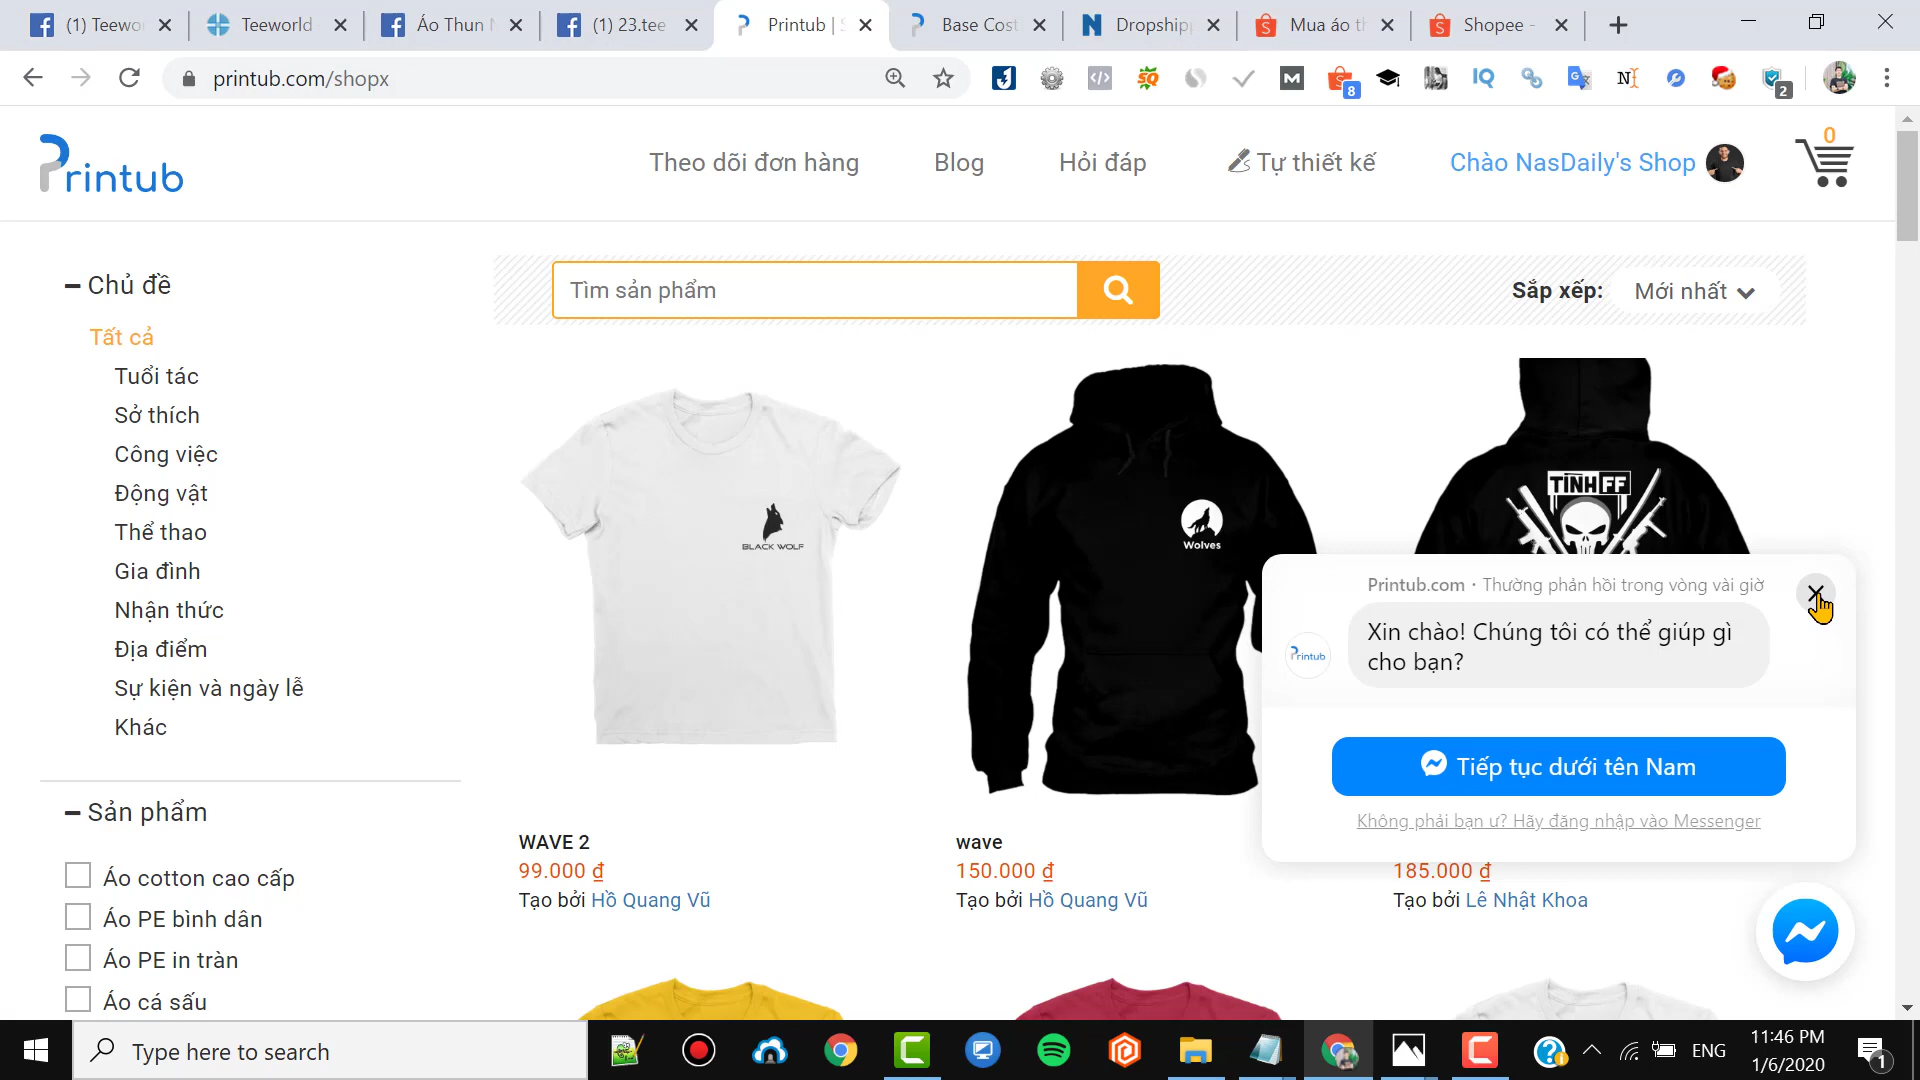 (1) Teewo
Teeworld
Áo Thun N
(1) 23.tee
Printub | S
Base Cost
Dropshipp
Mua áo th
Shopee -
printub.com/shopx
8
2
Printub
Theo dõi đơn hàng
Blog
Hỏi đáp
Tự thiết kế
Chào NasDaily's Shop
0
Chủ đề
Tất cả
Tuổi tác
Sở thích
Công việc
Động vật
Thể thao
Gia đình
Nhận thức
Địa điểm
Sự kiện và ngày lễ
Khác
Sản phẩm
Áo cotton cao cấp
Áo PE bình dân
Áo PE in tràn
Áo cá sấu
Tìm sản phẩm
Sắp xếp:
Mới nhất
BLACK WOLF
Wolves
TÌNH FF
WAVE 2
99.000 ₫
Tạo bởi Hồ Quang Vũ
wave
150.000 ₫
Tạo bởi Hồ Quang Vũ
185.000 ₫
Tạo bởi Lê Nhật Khoa
Printub.com · Thường phản hồi trong vòng vài giờ
Printub
Xin chào! Chúng tôi có thể giúp gì
cho bạn?
Tiếp tục dưới tên Nam
Không phải bạn ư? Hãy đăng nhập vào Messenger
Type here to search
ENG
11:46 PM
1/6/2020
1